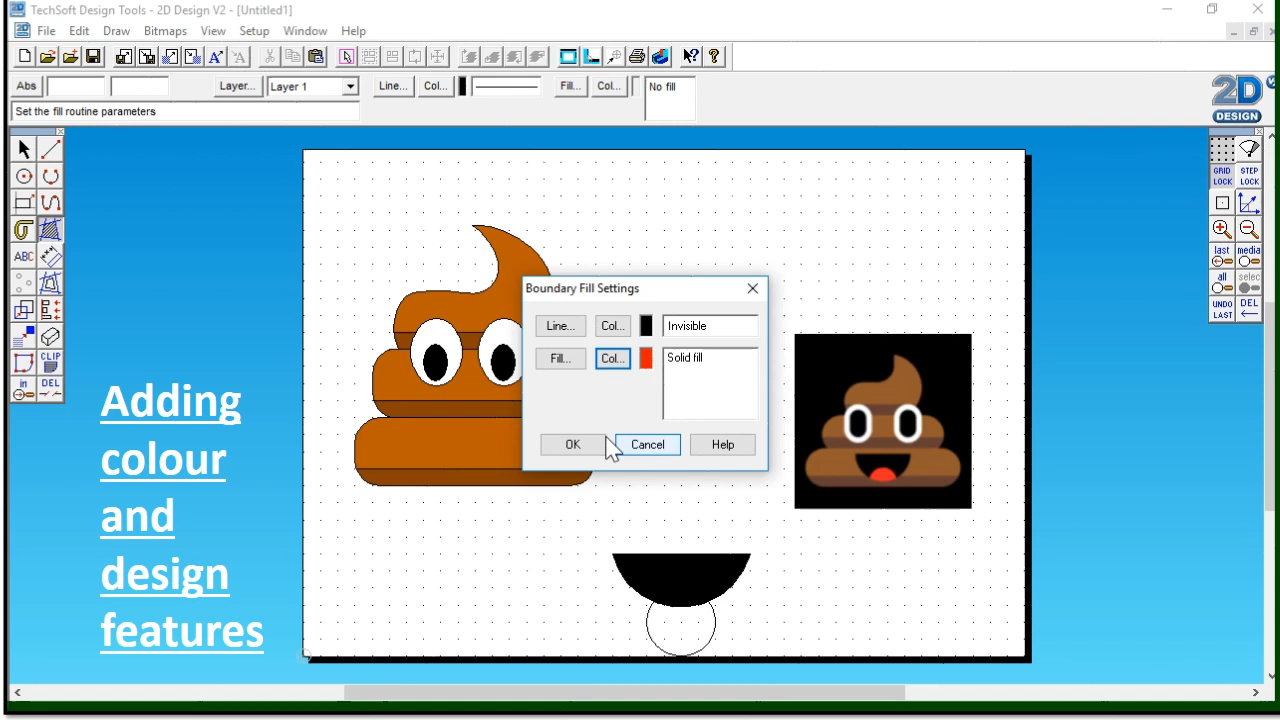 TechSoft Design Tools - 2D Design V2 - [Untitled1]
2D File Edit Draw Bitmaps View Setup Window Help
Abs Layer... Layer 1 Line... Col... Fill... Col... No fill
Set the fill routine parameters
2D
DESIGN
GRID LOCK
STEP LOCK
ABC
last
media
all
UNDO LAST
DEL
CLIP
in
DEL
Boundary Fill Settings
Line... Col... Invisible
Fill... Col... Solid fill
OK Cancel Help
Adding
colour
and
design
features